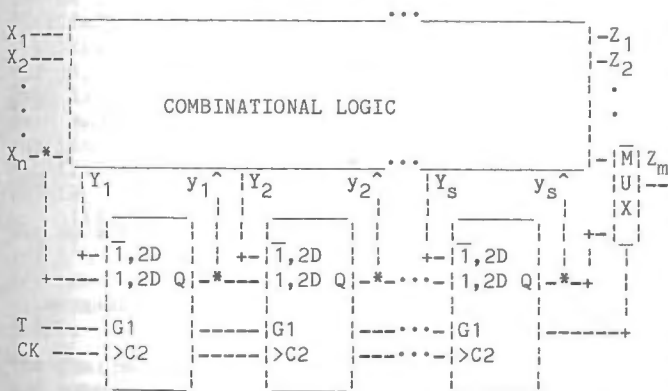 X1 Z1
X2 Z2
COMBINATIONAL LOGIC
Xn M Zm
Y1 y1 Y2 y2 Ys ys U
X
1̅,2D 1̅,2D 1̅,2D
1,2D Q 1,2D Q 1,2D Q
T G1 G1 G1
CK >C2 >C2 >C2